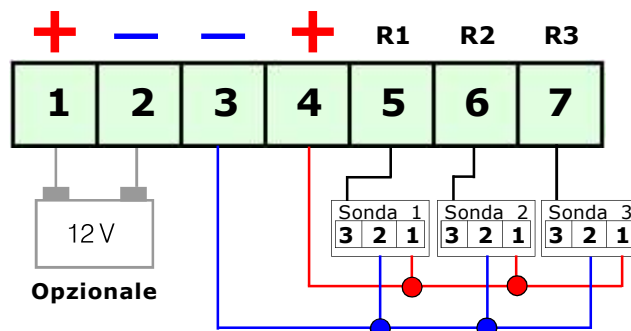 + — — + R1 R2 R3
1 2 3 4 5 6 7
Sonda 1 Sonda 2 Sonda 3
3 2 1 3 2 1 3 2 1
12 V
Opzionale